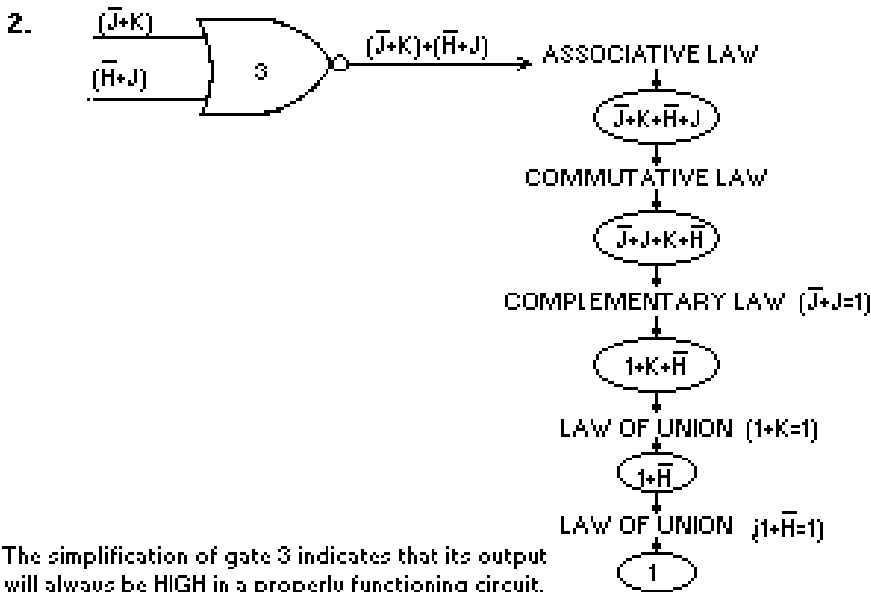 2.
(J̅+K)
(H̅+J)
3
(J̅+K)+(H̅+J)
ASSOCIATIVE LAW
J̅+K+H̅+J
COMMUTATIVE LAW
J̅+J+K+H̅
COMPLEMENTARY LAW (J̅+J=1)
1+K+H̅
LAW OF UNION (1+K=1)
1+H̅
LAW OF UNION (1+H̅=1)
1
The simplification of gate 3 indicates that its output
will always be HIGH in a properly functioning circuit.